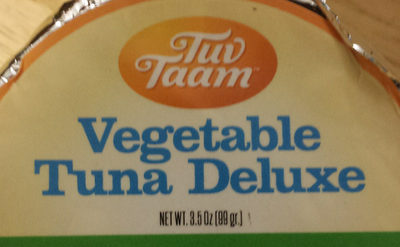 Tuv
Taam
Vegetable
Tuna Deluxe
NET WT. 3.5 Oz (99 gr.)